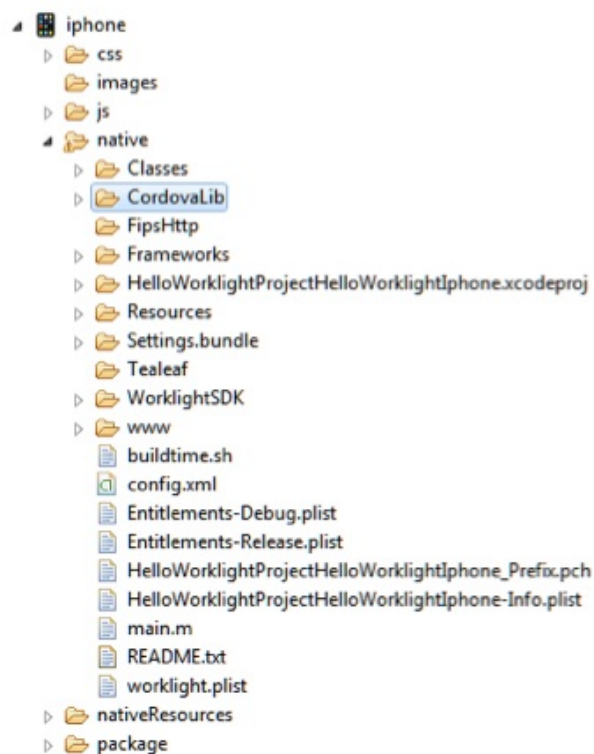 iphone
css
images
js
native
Classes
CordovaLib
FipsHttp
Frameworks
HelloWorklightProjectHelloWorklightIphone.xcodeproj
Resources
Settings.bundle
Tealeaf
WorklightSDK
www
buildtime.sh
config.xml
Entitlements-Debug.plist
Entitlements-Release.plist
HelloWorklightProjectHelloWorklightIphone_Prefix.pch
HelloWorklightProjectHelloWorklightIphone-Info.plist
main.m
README.txt
worklight.plist
nativeResources
package